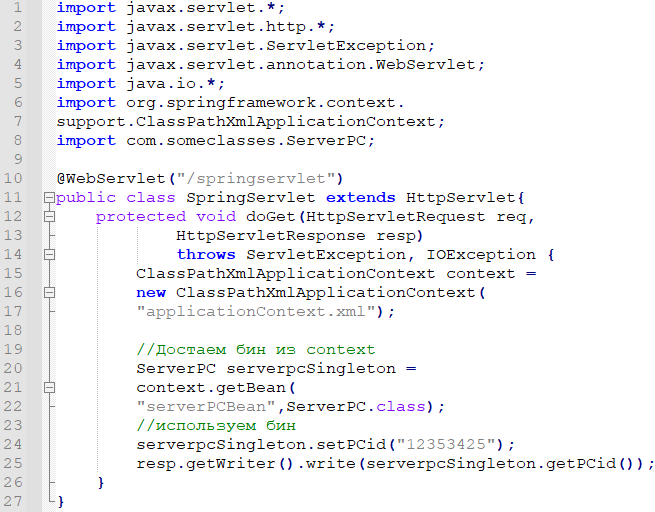 1 import javax.servlet.*;
2 import javax.servlet.http.*;
3 import javax.servlet.ServletException;
4 import javax.servlet.annotation.WebServlet;
5 import java.io.*;
6 import org.springframework.context.
7 support.ClassPathXmlApplicationContext;
8 import com.someclasses.ServerPC;
9
10 @WebServlet("/springservlet")
11 public class SpringServlet extends HttpServlet{
12     protected void doGet(HttpServletRequest req,
13             HttpServletResponse resp)
14             throws ServletException, IOException {
15         ClassPathXmlApplicationContext context =
16         new ClassPathXmlApplicationContext(
17         "applicationContext.xml");
18
19         //Достаем бин из context
20         ServerPC serverpcSingleton =
21         context.getBean(
22         "serverPCBean",ServerPC.class);
23         //используем бин
24         serverpcSingleton.setPCid("12353425");
25         resp.getWriter().write(serverpcSingleton.getPCid());
26     }
27 }